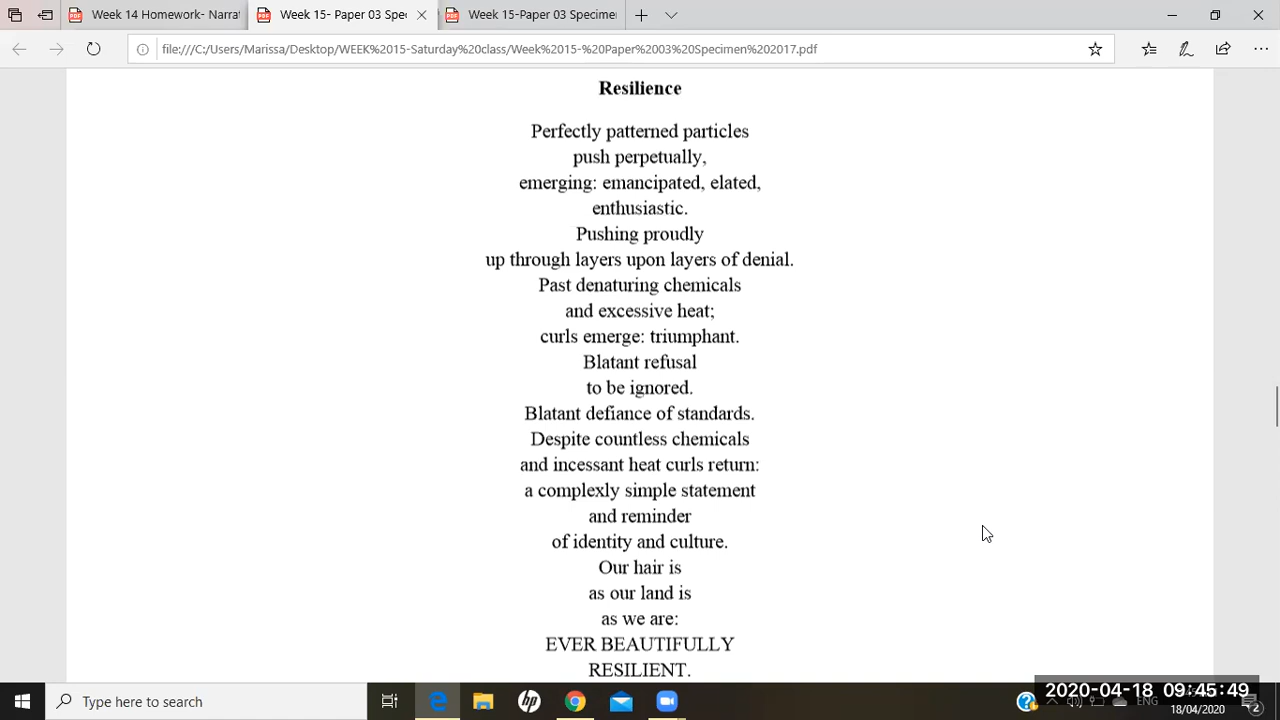 Week 14 Homework- Narra
Week 15- Paper 03 Spec
Week 15-Paper 03 Specimer
file:///C:/Users/Marissa/Desktop/WEEK%2015-Saturday%20class/Week%2015-%20Paper%2003%20Specimen%202017.pdf
Resilience
Perfectly patterned particles
push perpetually,
emerging: emancipated, elated,
enthusiastic.
Pushing proudly
up through layers upon layers of denial.
Past denaturing chemicals
and excessive heat;
curls emerge: triumphant.
Blatant refusal
to be ignored.
Blatant defiance of standards.
Despite countless chemicals
and incessant heat curls return:
a complexly simple statement
and reminder
of identity and culture.
Our hair is
as our land is
as we are:
EVER BEAUTIFULLY
RESILIENT.
Type here to search
2020-04-18 09:45:49
ENG
18/04/2020